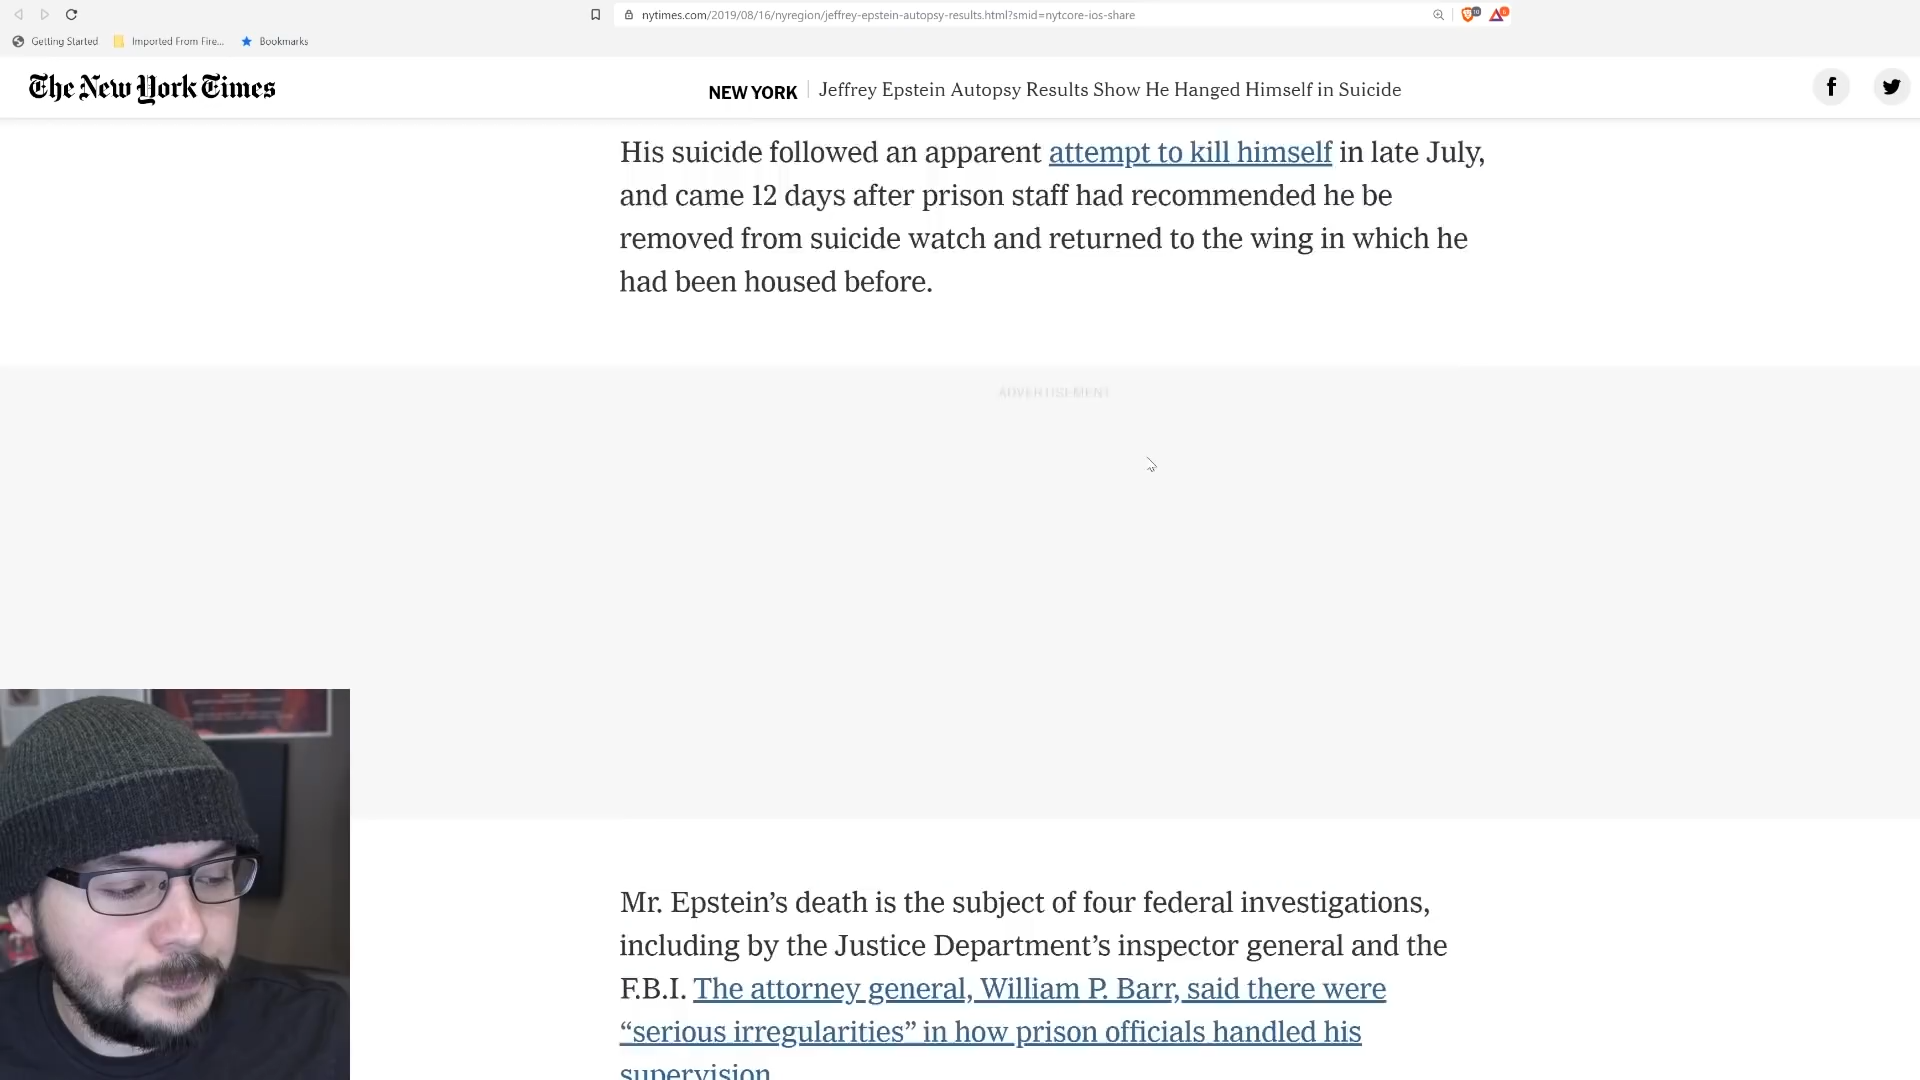 nytimes.com/2019/08/16/nyregion/jeffrey-epstein-autopsy-results.html?smid=nytcore-ios-share
Getting Started
Imported From Fire...
Bookmarks
The New York Times
NEW YORK
Jeffrey Epstein Autopsy Results Show He Hanged Himself in Suicide
His suicide followed an apparent attempt to kill himself in late July,
and came 12 days after prison staff had recommended he be
removed from suicide watch and returned to the wing in which he
had been housed before.
ADVERTISEMENT
Mr. Epstein’s death is the subject of four federal investigations,
including by the Justice Department’s inspector general and the
F.B.I. The attorney general, William P. Barr, said there were
“serious irregularities” in how prison officials handled his
supervision